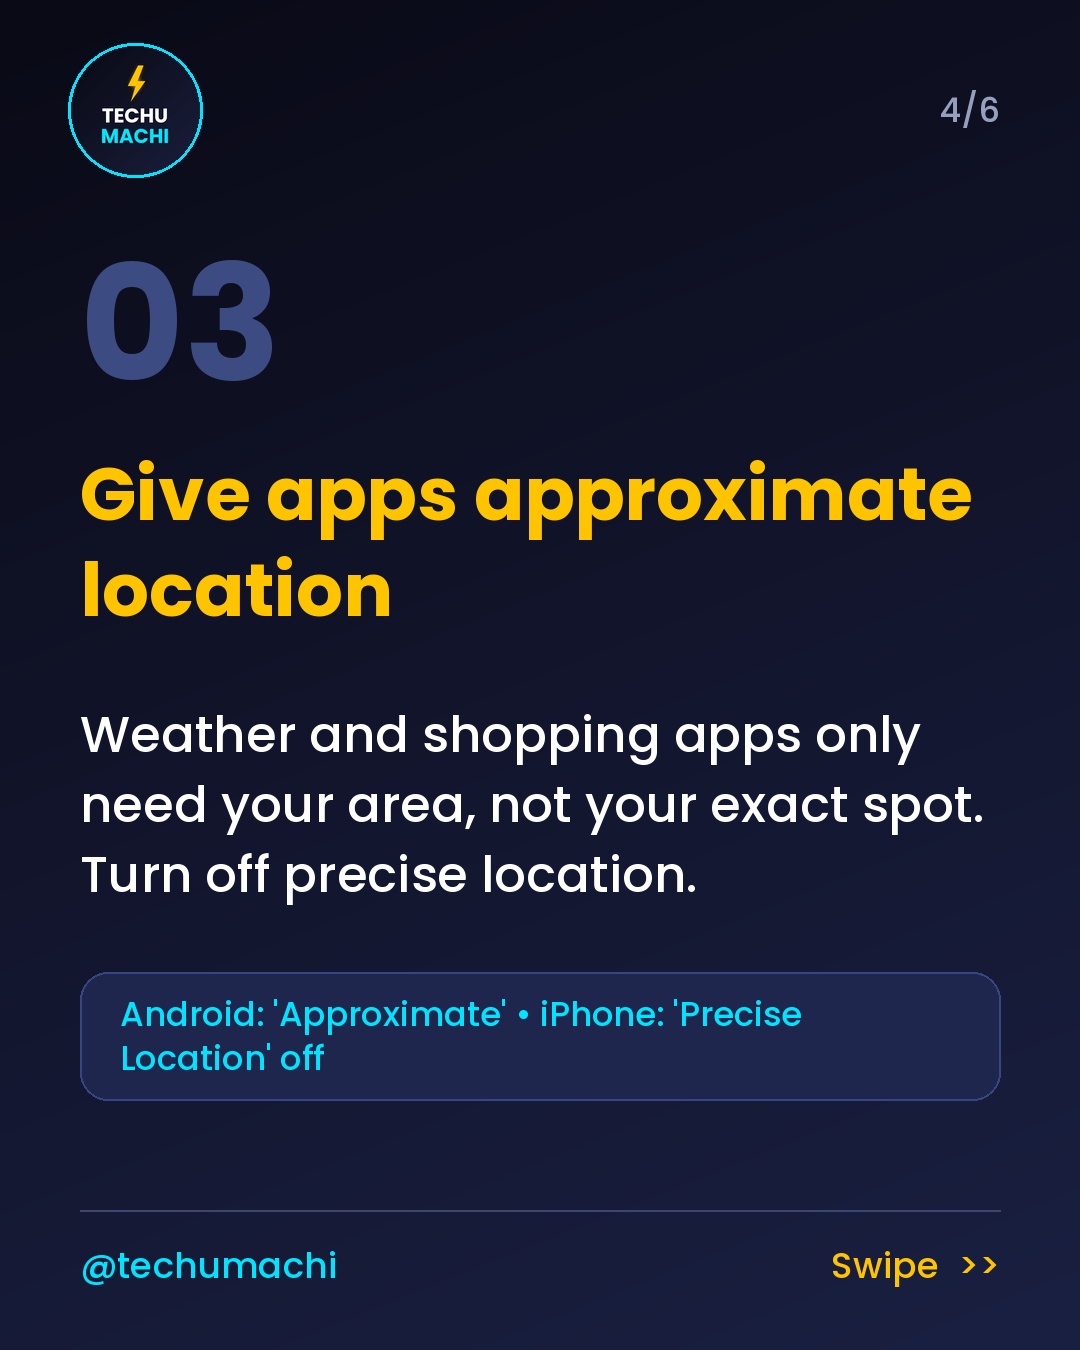 TECHU
MACHI
4/6
03
Give apps approximate
location
Weather and shopping apps only
need your area, not your exact spot.
Turn off precise location.
Android: 'Approximate' • iPhone: 'Precise
Location' off
@techumachi
Swipe >>